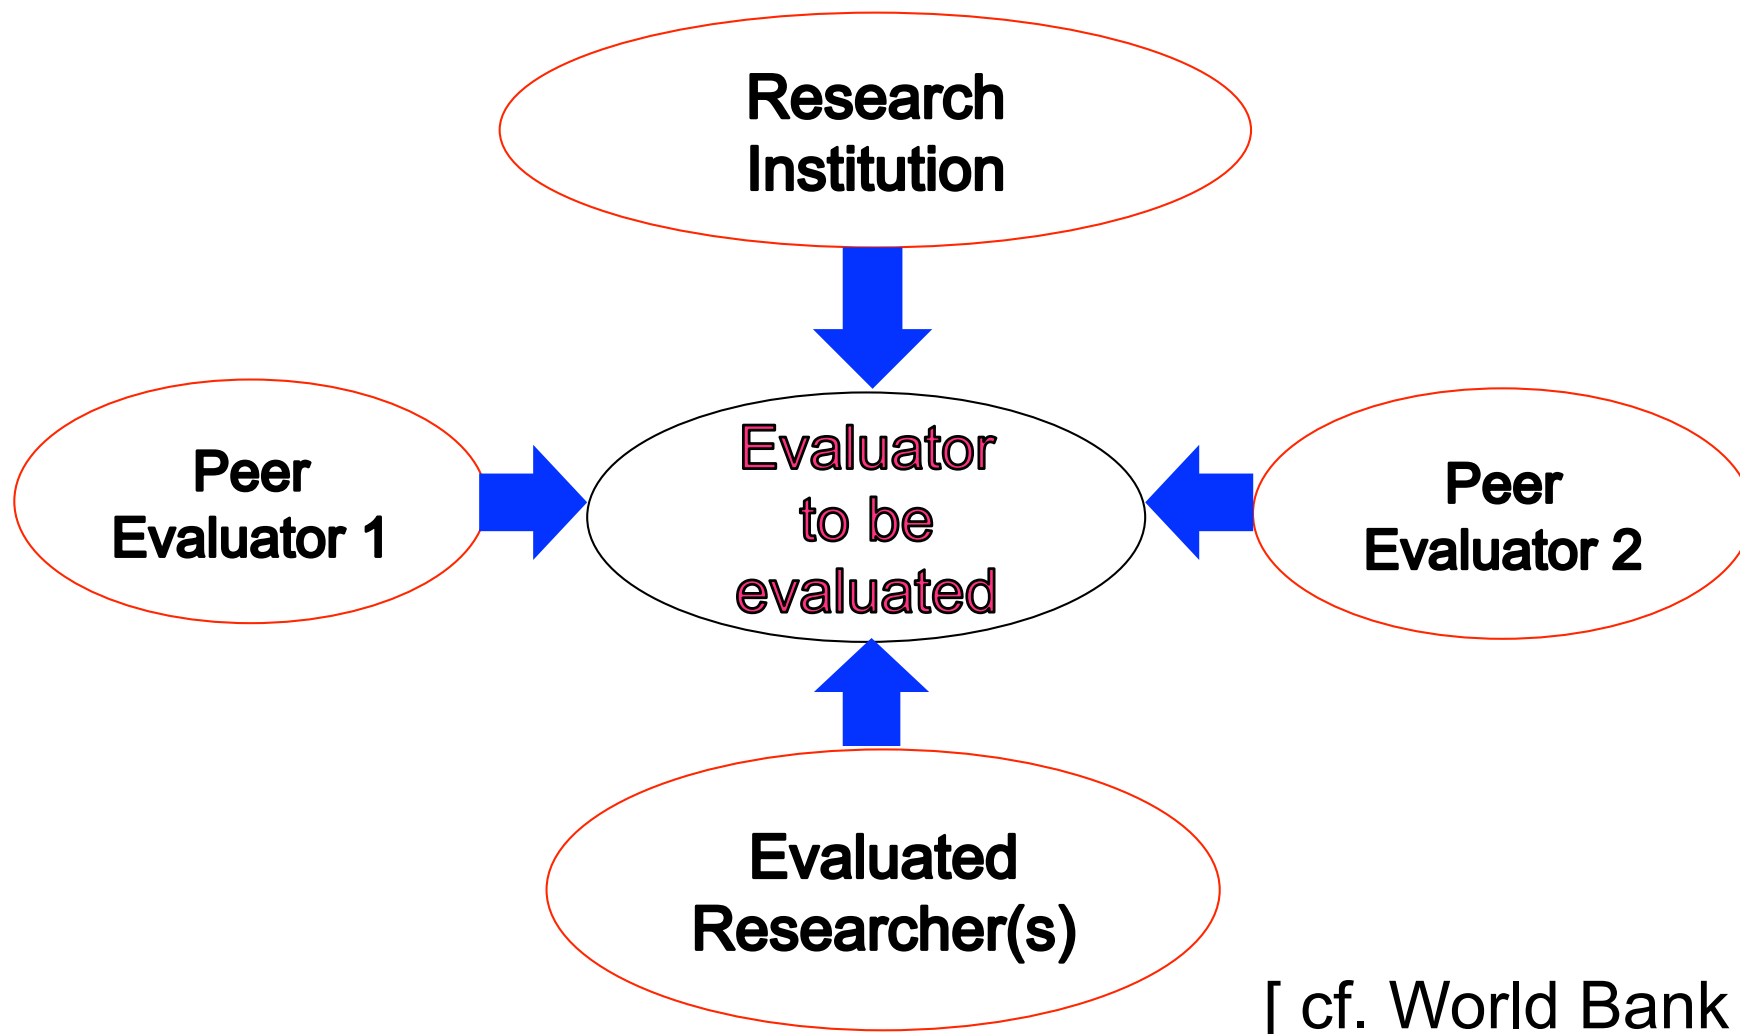 Research
Institution
Peer
Evaluator 1
Evaluator
to be
evaluated
Peer
Evaluator 2
Evaluated
Researcher(s)
[ cf. World Bank